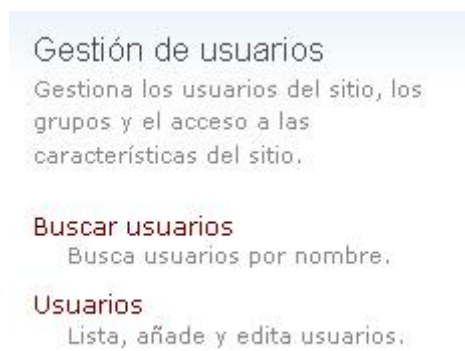 Gestión de usuarios
Gestiona los usuarios del sitio, los
grupos y el acceso a las
características del sitio.
Buscar usuarios
Busca usuarios por nombre.
Usuarios
Lista, añade y edita usuarios.